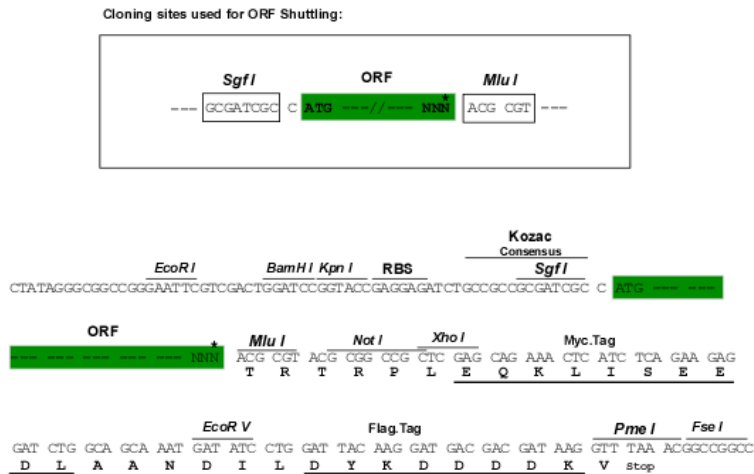 Cloning sites used for ORF Shuttling:
Sgf I ORF Mlu I
--- GCGATCGC C ATG ---//--- NNN* ACG CGT ---
Kozac
Consensus
EcoR I BamH I Kpn I RBS Sgf I
CTATAGGGCGGCCGGGAATTCGTCGACTGGATCCGGTACCGAGGAGATCTGCCGCCGCGATCGC C ATG --- ---
ORF Mlu I Not I Xho I Myc.Tag
--- --- --- --- --- --- NNN* ACG CGT ACG CGG CCG CTC GAG CAG AAA CTC ATC TCA GAA GAG
T R T R P L E Q K L I S E E
EcoR V Flag.Tag Pme I Fse I
GAT CTG GCA GCA AAT GAT ATC CTG GAT TAC AAG GAT GAC GAC GAT AAG GTT TAA ACGGCCGGCC
D L A A N D I L D Y K D D D D K V Stop